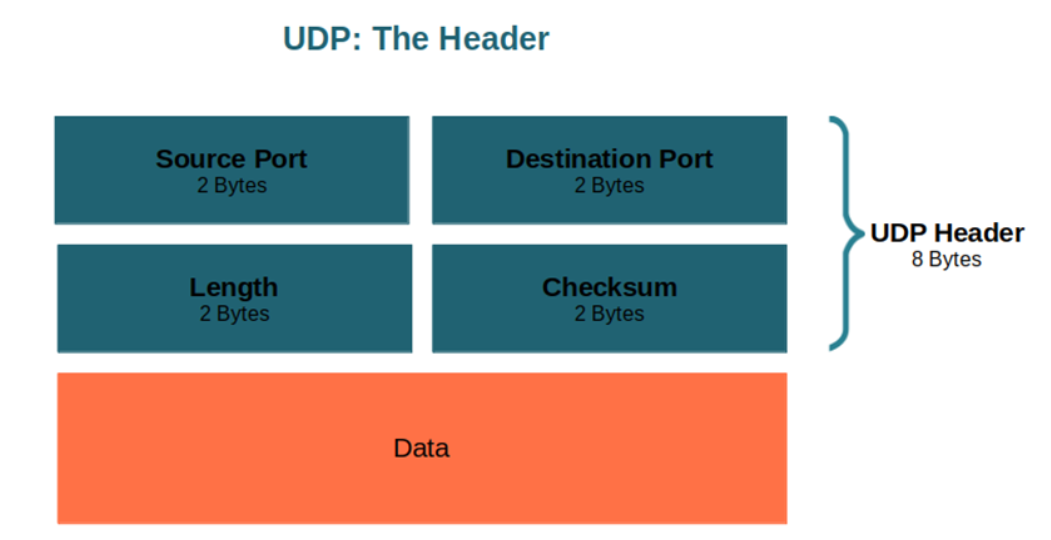 UDP: The Header
Source Port
2 Bytes
Destination Port
2 Bytes
Length
2 Bytes
Checksum
2 Bytes
UDP Header
8 Bytes
Data